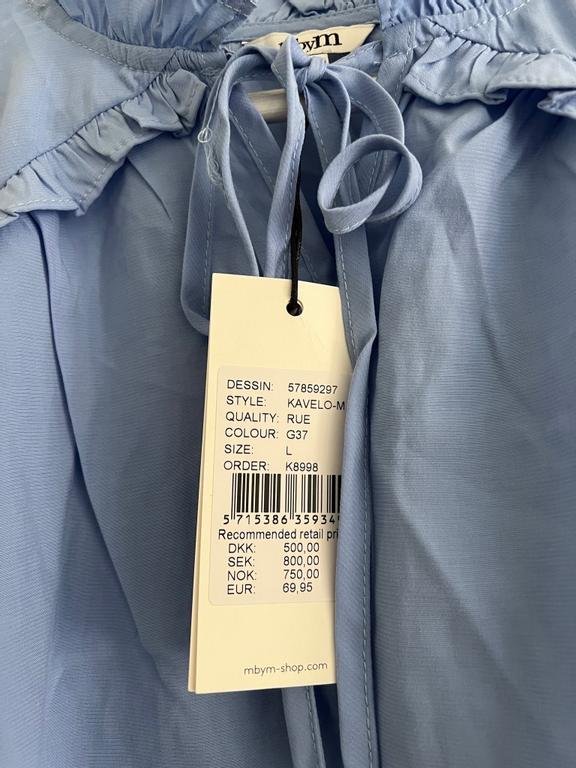 mbym
DESSIN: 57859297
STYLE: KAVELO-M
QUALITY: RUE
COLOUR: G37
SIZE: L
ORDER: K8998
5 715386 35934
Recommended retail pri
DKK: 500,00
SEK: 800,00
NOK: 750,00
EUR: 69,95
mbym-shop.com